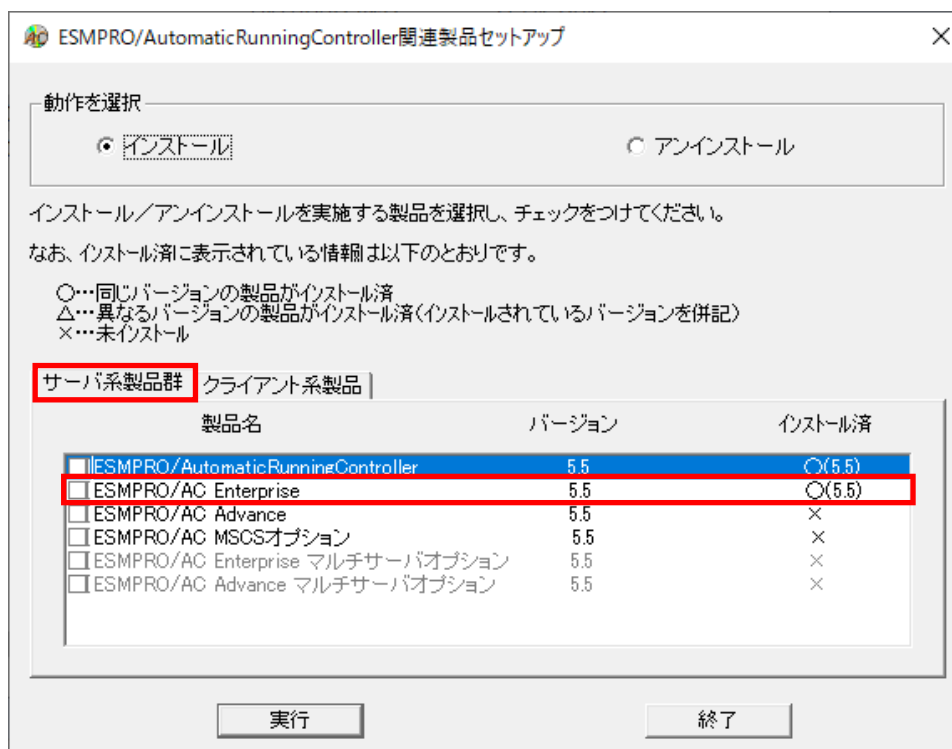 ESMPRO/AutomaticRunningController関連製品セットアップ
動作を選択
インストール アンインストール
インストール／アンインストールを実施する製品を選択し、チェックをつけてください。
なお、インストール済に表示されている情報は以下のとおりです。
○…同じバージョンの製品がインストール済
△…異なるバージョンの製品がインストール済(インストールされているバージョンを併記)
×…未インストール
サーバ系製品群 クライアント系製品
製品名 バージョン インストール済
ESMPRO/AutomaticRunningController 5.5 ○(5.5)
ESMPRO/AC Enterprise 5.5 ○(5.5)
ESMPRO/AC Advance 5.5 ×
ESMPRO/AC MSCSオプション 5.5 ×
ESMPRO/AC Enterprise マルチサーバオプション 5.5 ×
ESMPRO/AC Advance マルチサーバオプション 5.5 ×
実行 終了